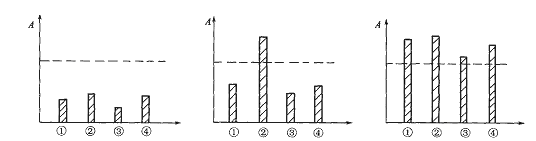 A
① ② ③ ④
A
① ② ③ ④
A
① ② ③ ④